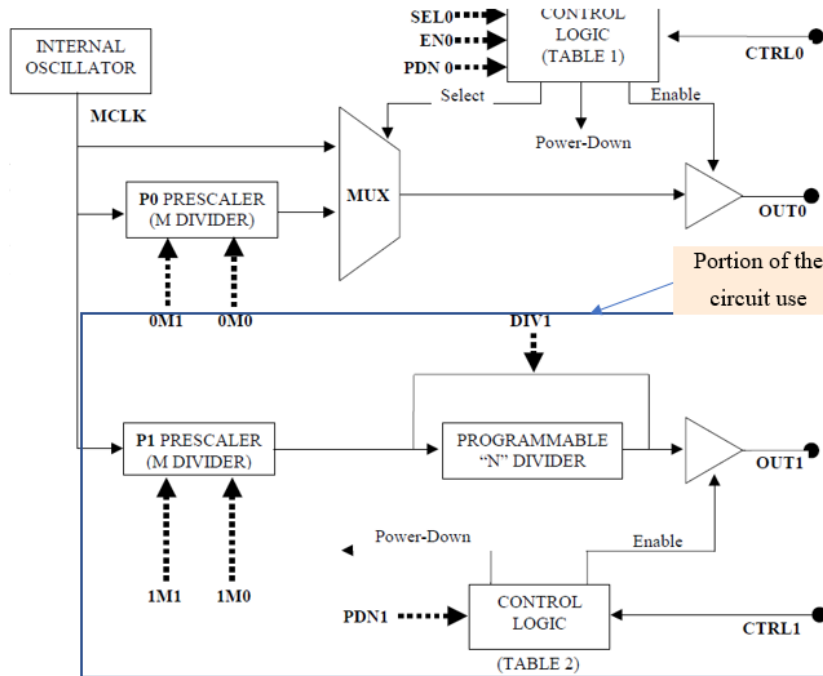 SEL0
EN0
PDN 0
CONTROL
LOGIC
(TABLE 1)
CTRL0
INTERNAL
OSCILLATOR
MCLK
Select
Enable
Power-Down
P0 PRESCALER
(M DIVIDER)
MUX
OUT0
Portion of the
circuit use
0M1
0M0
DIV1
P1 PRESCALER
(M DIVIDER)
PROGRAMMABLE
“N” DIVIDER
OUT1
Power-Down
Enable
1M1
1M0
PDN1
CONTROL
LOGIC
CTRL1
(TABLE 2)